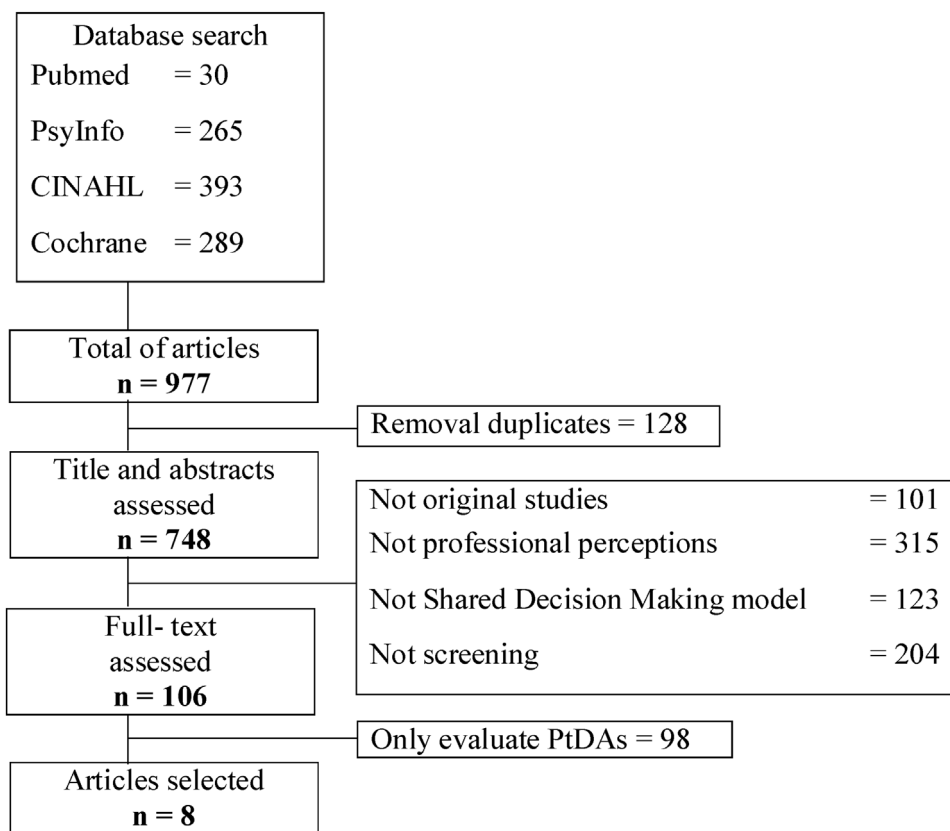 Database search
Pubmed = 30
PsyInfo = 265
CINAHL = 393
Cochrane = 289
Total of articles
n = 977
Removal duplicates = 128
Title and abstracts
assessed
n = 748
Not original studies = 101
Not professional perceptions = 315
Not Shared Decision Making model = 123
Not screening = 204
Full- text
assessed
n = 106
Only evaluate PtDAs = 98
Articles selected
n = 8